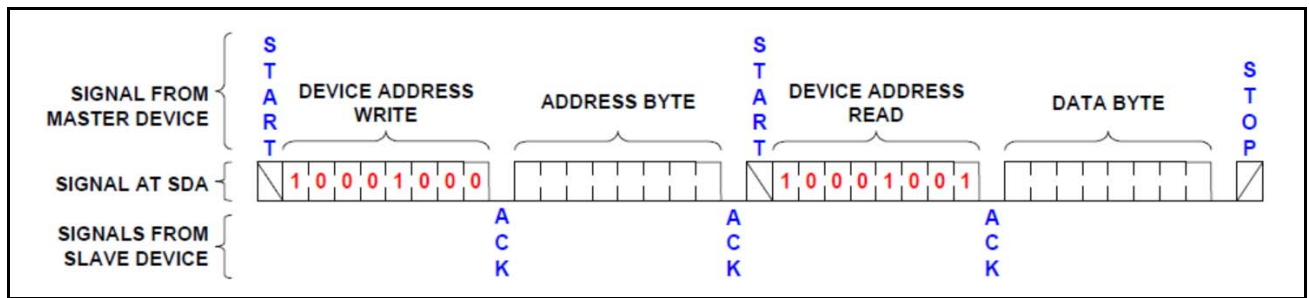 START
START
STOP
SIGNAL FROM
MASTER DEVICE
DEVICE ADDRESS
WRITE
ADDRESS BYTE
DEVICE ADDRESS
READ
DATA BYTE
SIGNAL AT SDA
1 0 0 0 1 0 0 0
1 0 0 0 1 0 0 1
SIGNALS FROM
SLAVE DEVICE
ACK
ACK
ACK